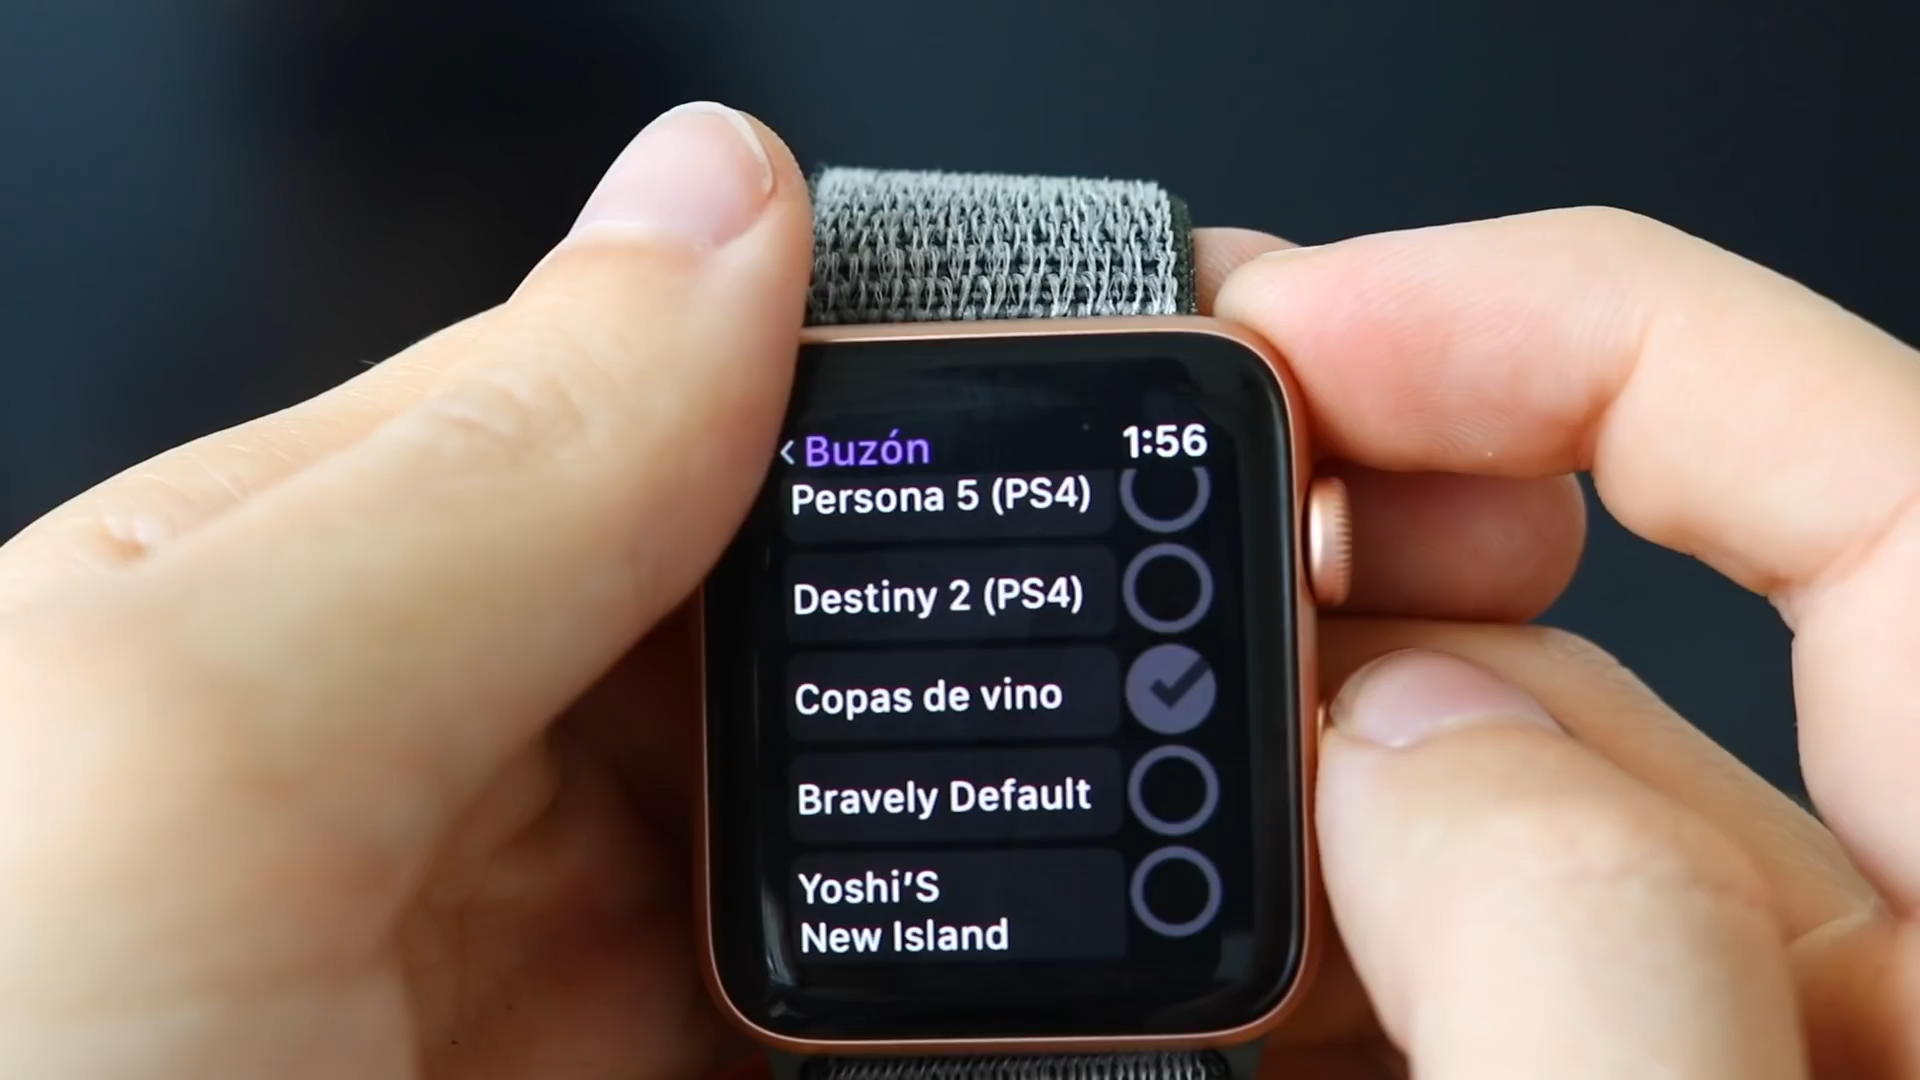 < Buzón 1:56
Persona 5 (PS4)
Destiny 2 (PS4)
Copas de vino
Bravely Default
Yoshi'S
New Island